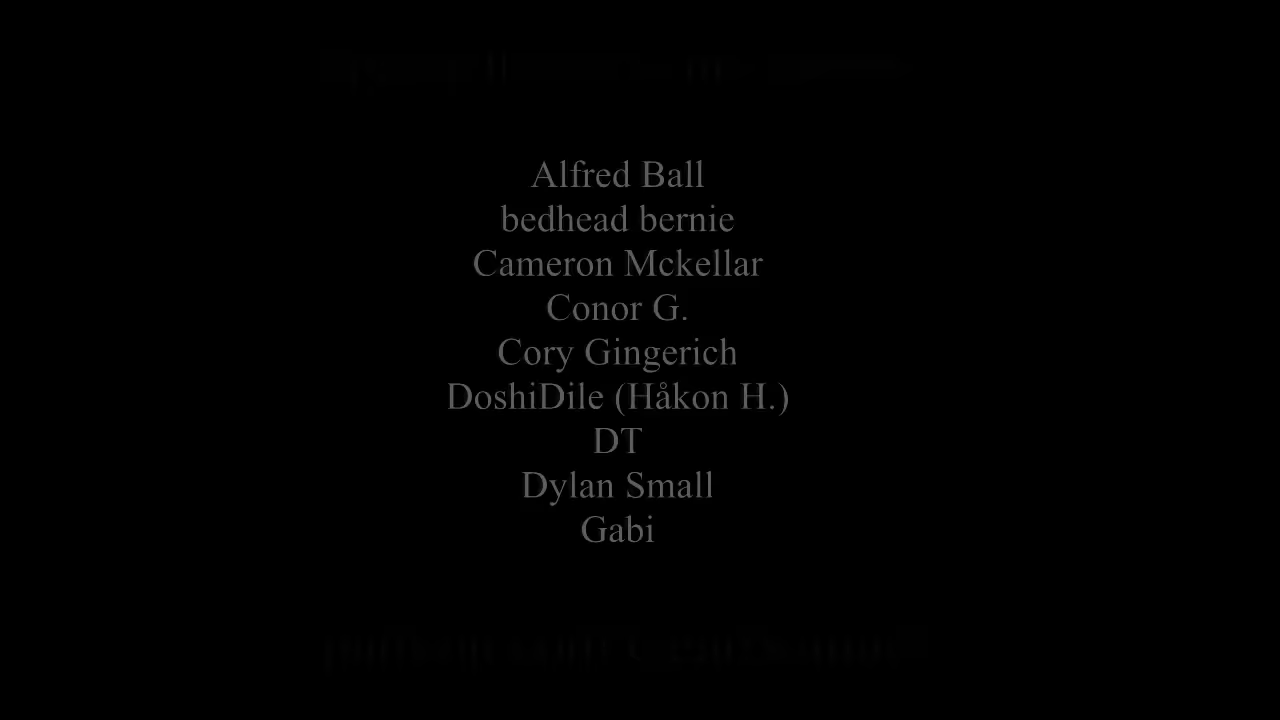 Alfred Ball
bedhead bernie
Cameron Mckellar
Conor G.
Cory Gingerich
DoshiDile (Håkon H.)
DT
Dylan Small
Gabi